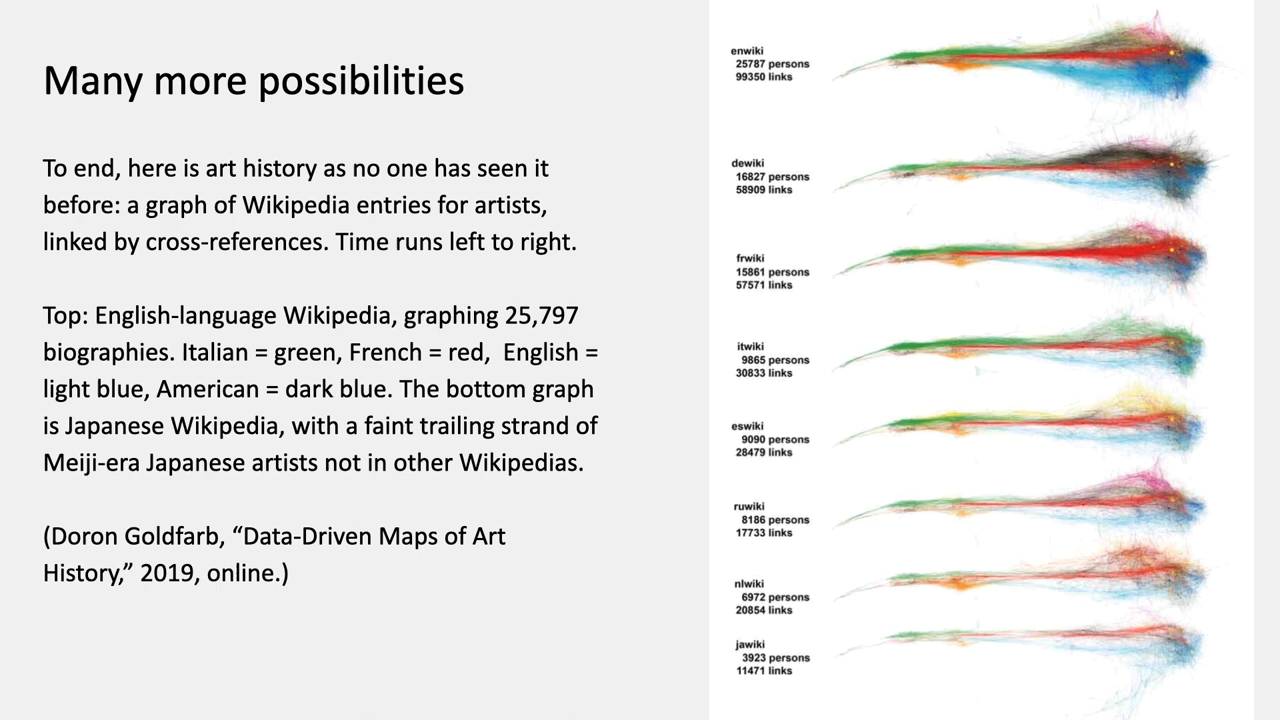 Many more possibilities
To end, here is art history as no one has seen it
before: a graph of Wikipedia entries for artists,
linked by cross-references. Time runs left to right.
Top: English-language Wikipedia, graphing 25,797
biographies. Italian = green, French = red,  English =
light blue, American = dark blue. The bottom graph
is Japanese Wikipedia, with a faint trailing strand of
Meiji-era Japanese artists not in other Wikipedias.
(Doron Goldfarb, “Data-Driven Maps of Art
History,” 2019, online.)
enwiki
25787 persons
99350 links
dewiki
16827 persons
58909 links
frwiki
15861 persons
57571 links
itwiki
9865 persons
30833 links
eswiki
9090 persons
28479 links
ruwiki
8186 persons
17733 links
nlwiki
6972 persons
20854 links
jawiki
3923 persons
11471 links